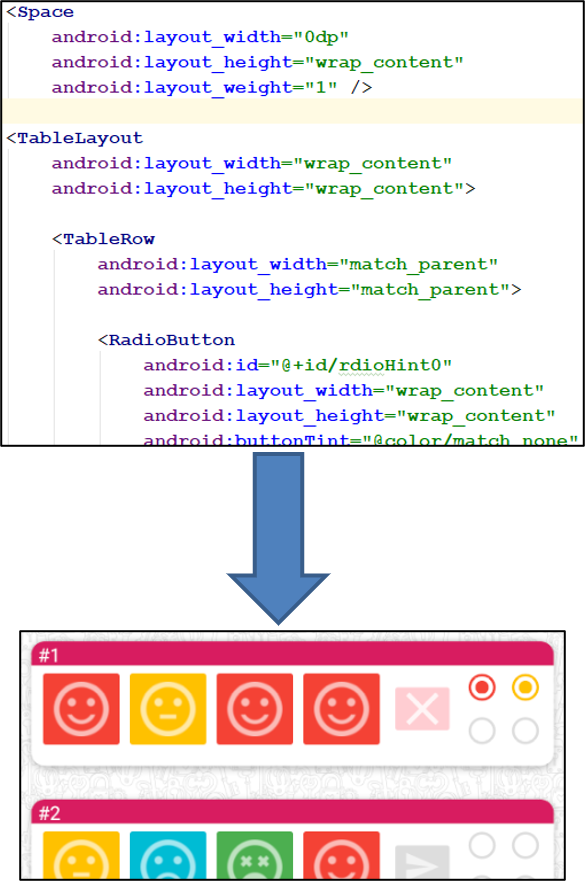 <Space
android:layout_width="0dp"
android:layout_height="wrap_content"
android:layout_weight="1" />
<TableLayout
android:layout_width="wrap_content"
android:layout_height="wrap_content">
<TableRow
android:layout_width="match_parent"
android:layout_height="match_parent">
<RadioButton
android:id="@+id/rdioHint0"
android:layout_width="wrap_content"
android:layout_height="wrap_content"
android:buttonTint="@color/match_none"
#1
#2